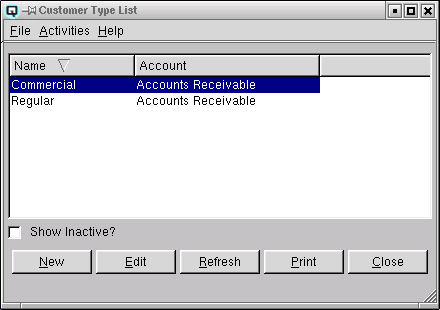 Customer Type List
File Activities Help
Name Account
Commercial Accounts Receivable
Regular Accounts Receivable
Show Inactive?
New Edit Refresh Print Close